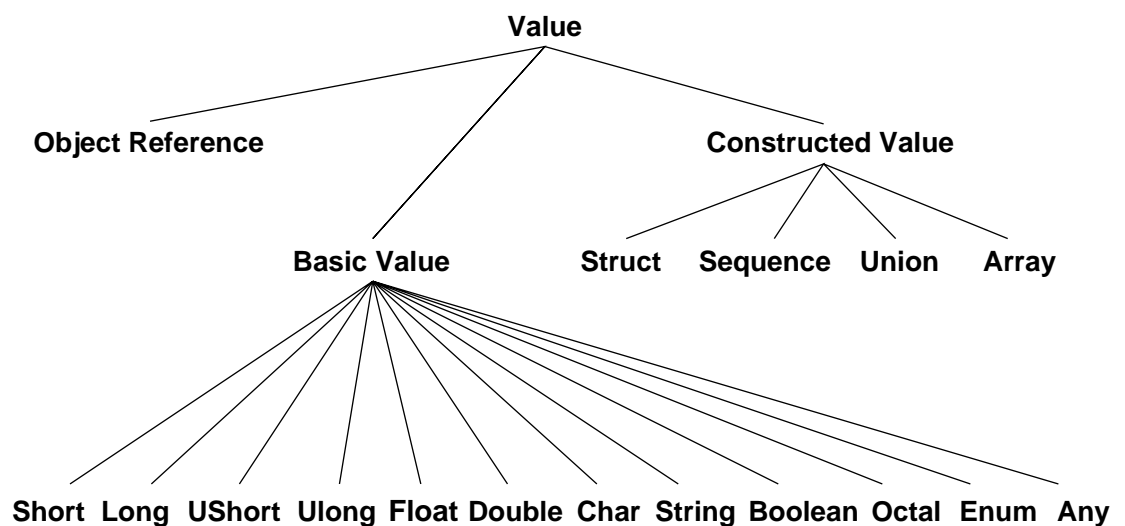 Value
Object Reference Constructed Value
Basic Value Struct Sequence Union Array
Short Long UShort Ulong Float Double Char String Boolean Octal Enum Any